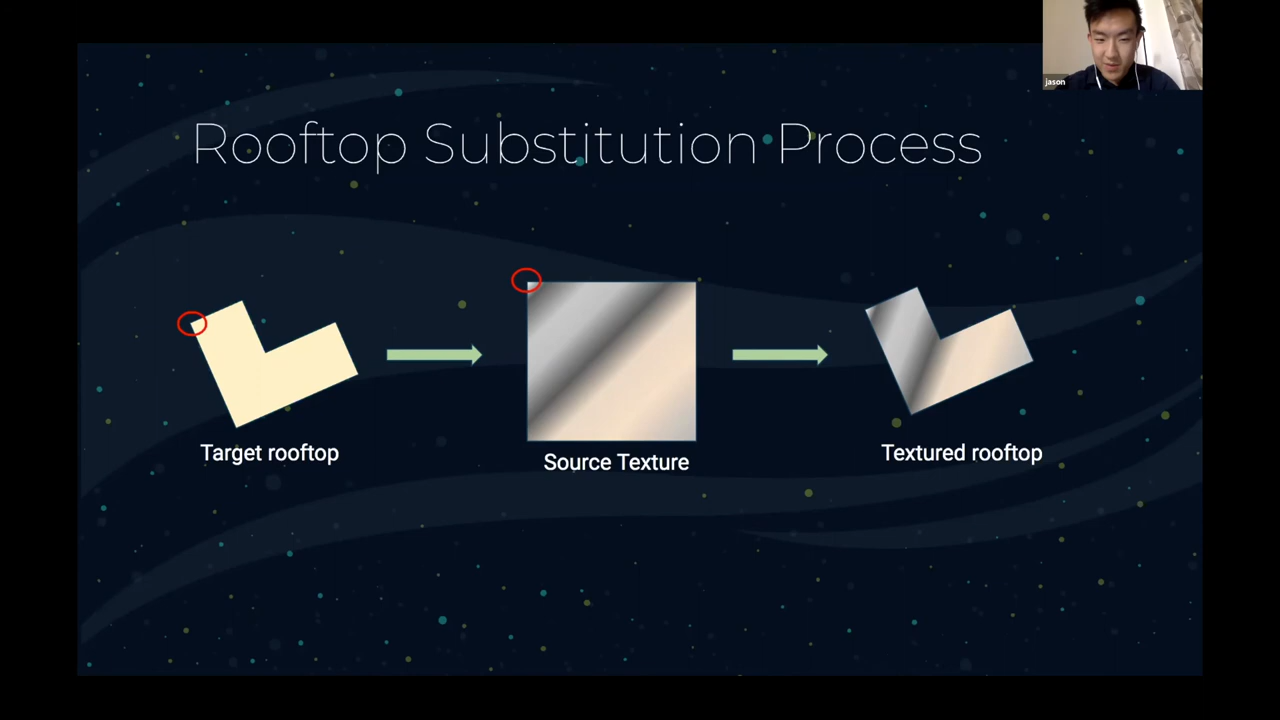 jason
Rooftop Substitution Process
Target rooftop
Source Texture
Textured rooftop